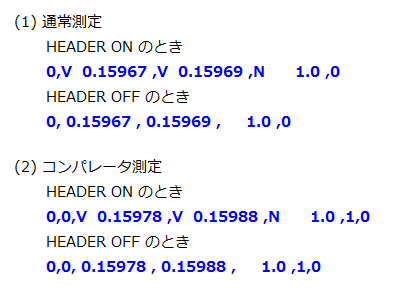 (1) 通常測定
HEADER ON のとき
0,V  0.15967 ,V  0.15969 ,N      1.0 ,0
HEADER OFF のとき
0, 0.15967 , 0.15969 ,     1.0 ,0
(2) コンパレータ測定
HEADER ON のとき
0,0,V  0.15978 ,V  0.15988 ,N      1.0 ,1,0
HEADER OFF のとき
0,0, 0.15978 , 0.15988 ,     1.0 ,1,0